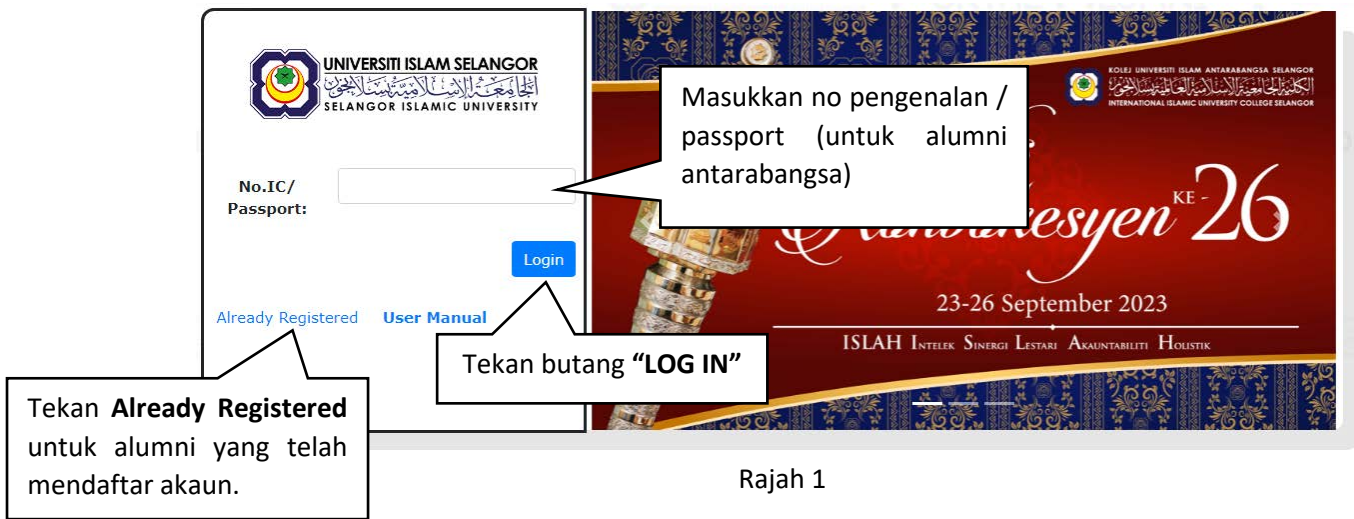 UNIVERSITI ISLAM SELANGOR
SELANGOR ISLAMIC UNIVERSITY
No.IC/
Passport:
Login
Already Registered
User Manual
Masukkan no pengenalan /
passport (untuk alumni
antarabangsa)
Tekan butang “LOG IN”
Tekan Already Registered
untuk alumni yang telah
mendaftar akaun.
KOLEJ UNIVERSITI ISLAM ANTARABANGSA SELANGOR
INTERNATIONAL ISLAMIC UNIVERSITY COLLEGE SELANGOR
KE-26
23-26 September 2023
ISLAH Intelek Sinergi Lestari Akauntabiliti Holistik
Rajah 1